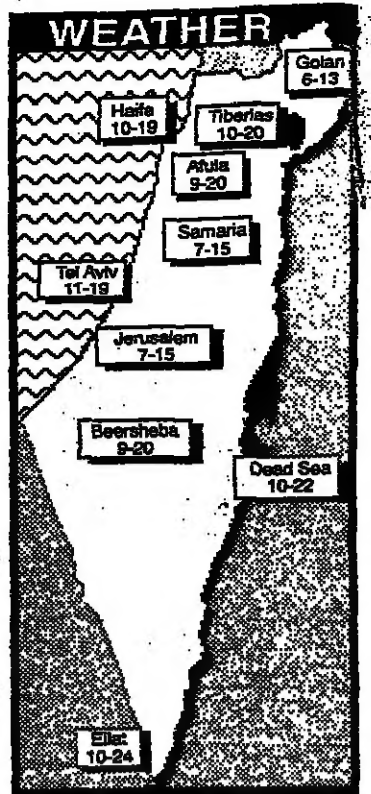 WEATHER
Golan
6-13
Haifa
10-19
Tiberias
10-20
Afula
9-20
Samaria
7-15
Tel Aviv
11-19
Jerusalem
7-15
Beersheba
9-20
Dead Sea
10-22
Eilat
10-24